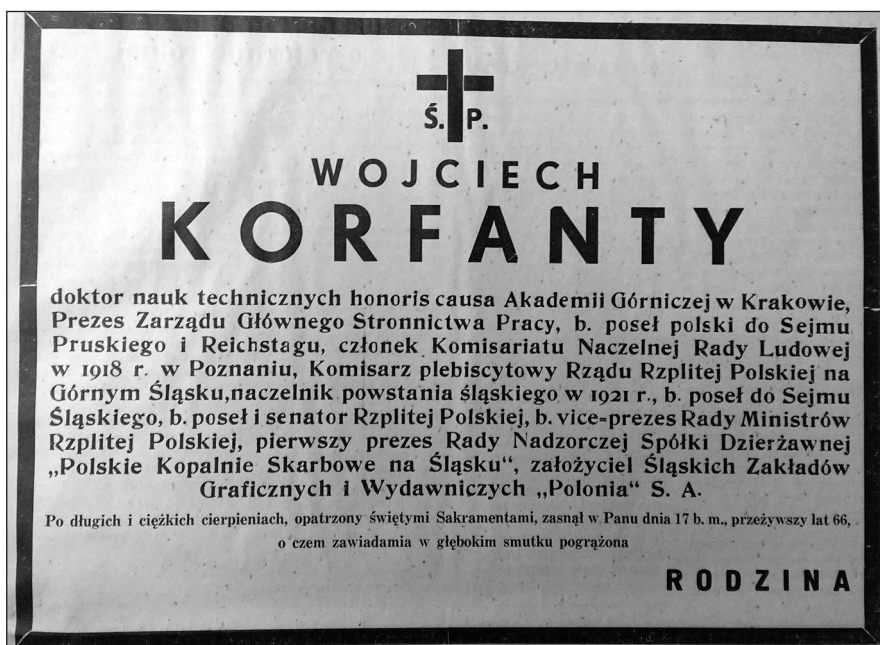 Ś. P.
WOJCIECH
KORFANTY
doktor nauk technicznych honoris causa Akademii Górniczej w Krakowie,
Prezes Zarządu Głównego Stronnictwa Pracy, b. poseł polski do Sejmu
Pruskiego i Reichstagu, członek Komisariatu Naczelnej Rady Ludowej
w 1918 r. w Poznaniu, Komisarz plebiscytowy Rządu Rzplitej Polskiej na
Górnym Śląsku,naczelnik powstania śląskiego w 1921 r., b. poseł do Sejmu
Śląskiego, b. poseł i senator Rzplitej Polskiej, b. vice-prezes Rady Ministrów
Rzplitej Polskiej, pierwszy prezes Rady Nadzorczej Spółki Dzierżawnej
„Polskie Kopalnie Skarbowe na Śląsku“, założyciel Śląskich Zakładów
Graficznych i Wydawniczych „Polonia“ S. A.
Po długich i ciężkich cierpieniach, opatrzony świętymi Sakramentami, zasnął w Panu dnia 17 b. m., przeżywszy lat 66,
o czem zawiadamia w głębokim smutku pogrążona
RODZINA